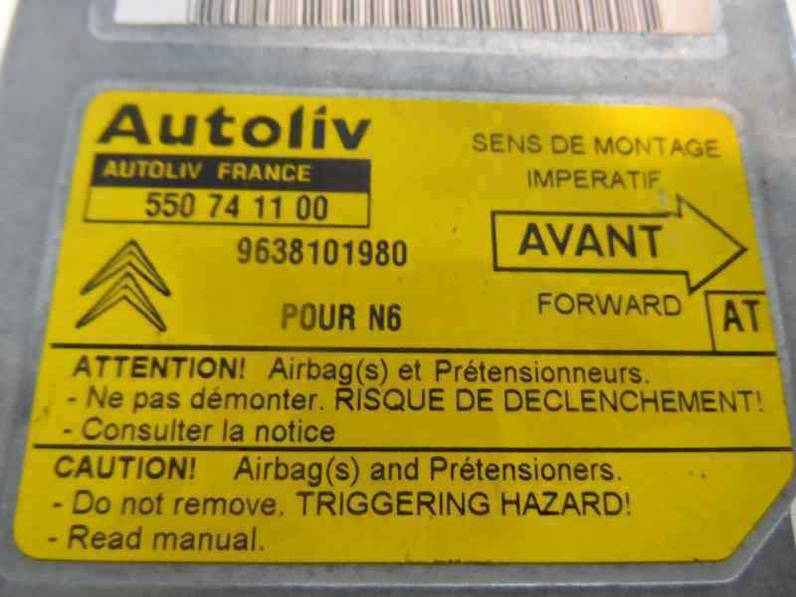 Autoliv
AUTOLIV FRANCE
550 74 11 00
9638101980
POUR N6
SENS DE MONTAGE
IMPERATIF
AVANT
FORWARD
AT
ATTENTION! Airbag(s) et Prétensionneurs.
- Ne pas démonter. RISQUE DE DECLENCHEMENT!
- Consulter la notice
CAUTION! Airbag(s) and Prétensioners.
- Do not remove. TRIGGERING HAZARD!
- Read manual.